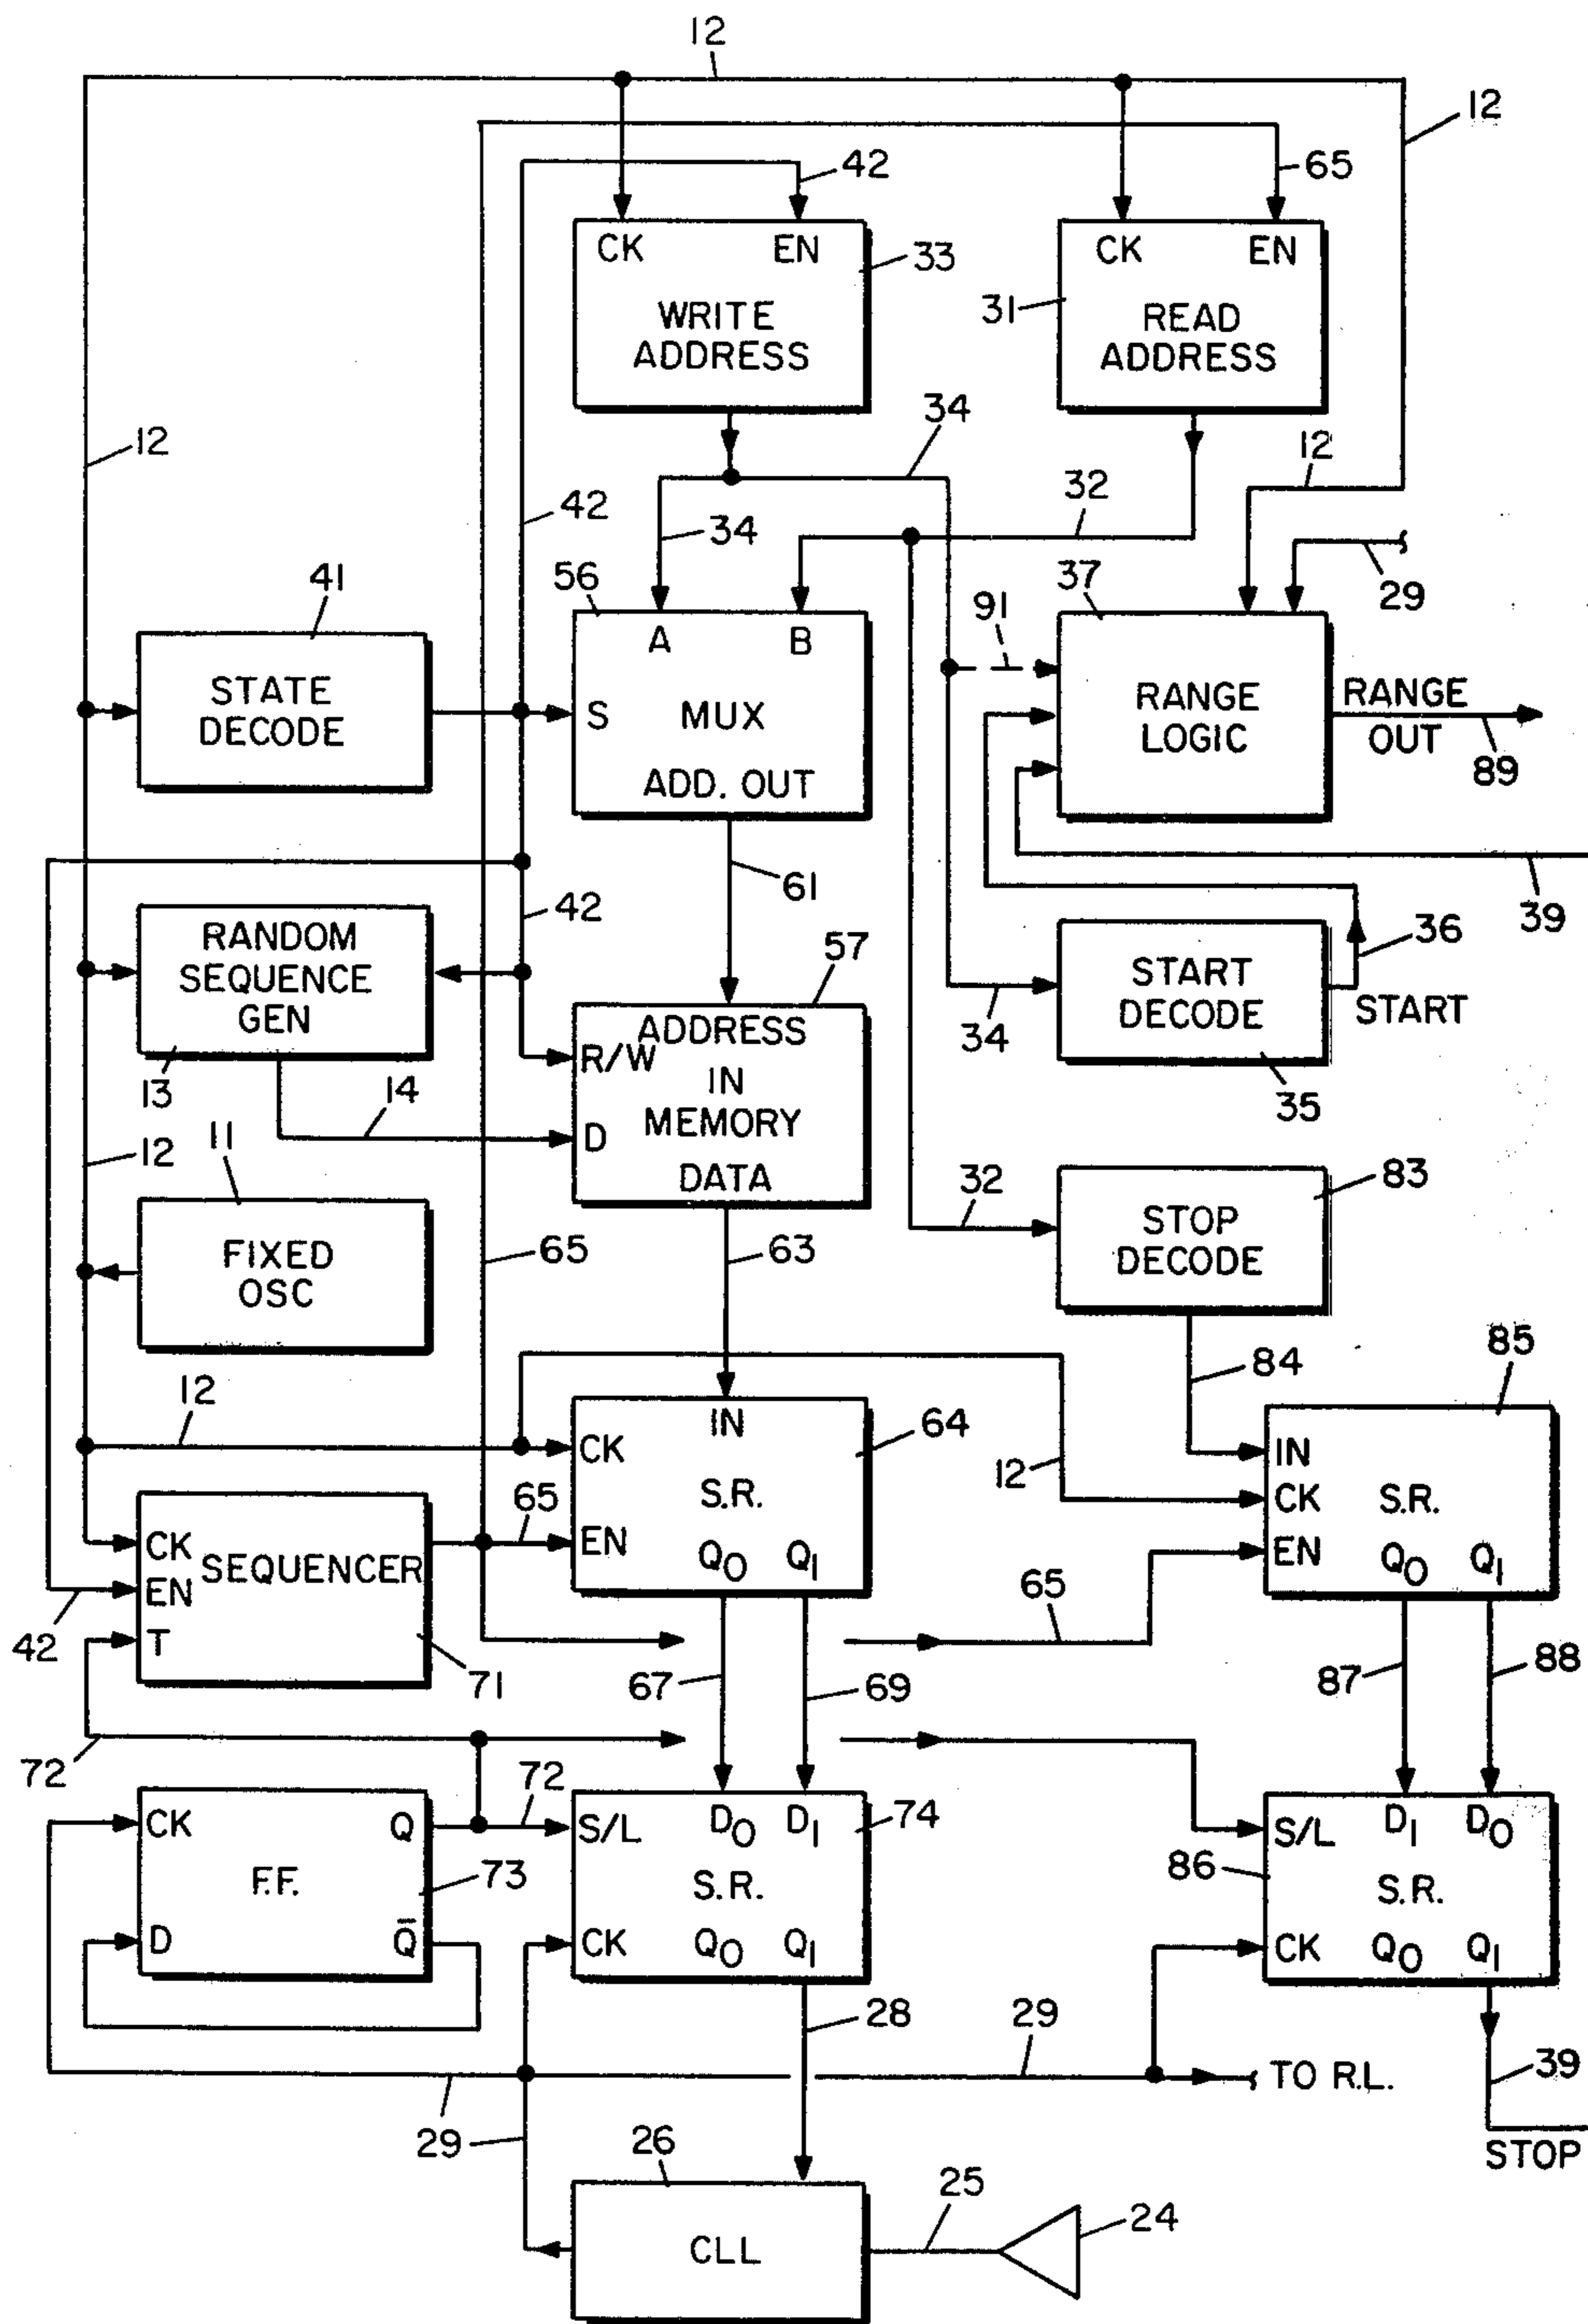 12
12
42
65
CK EN
33
WRITE
ADDRESS
CK EN
31
READ
ADDRESS
12
34
12
42
34
32
29
41
STATE
DECODE
56
A B
S MUX
ADD. OUT
91
37
RANGE
LOGIC
RANGE
OUT
89
61
39
42
RANDOM
SEQUENCE
GEN
13
14
57
ADDRESS
R/W
IN
MEMORY
D
DATA
34
START
DECODE
35
36
START
12
11
FIXED
OSC
65
63
32
STOP
DECODE
83
84
85
12
IN
CK
S.R.
EN
Q0 Q1
64
65
12
IN
CK S.R.
EN
Q0 Q1
CK
EN
SEQUENCER
T
42
71
67
69
65
87
88
72
72
CK Q
F.F.
D Q̅
73
S/L D0 D1
S.R.
CK Q0 Q1
74
86
S/L D1 D0
S.R.
CK Q0 Q1
28
29
TO R.L.
39
STOP
29
26
CLL
25
24